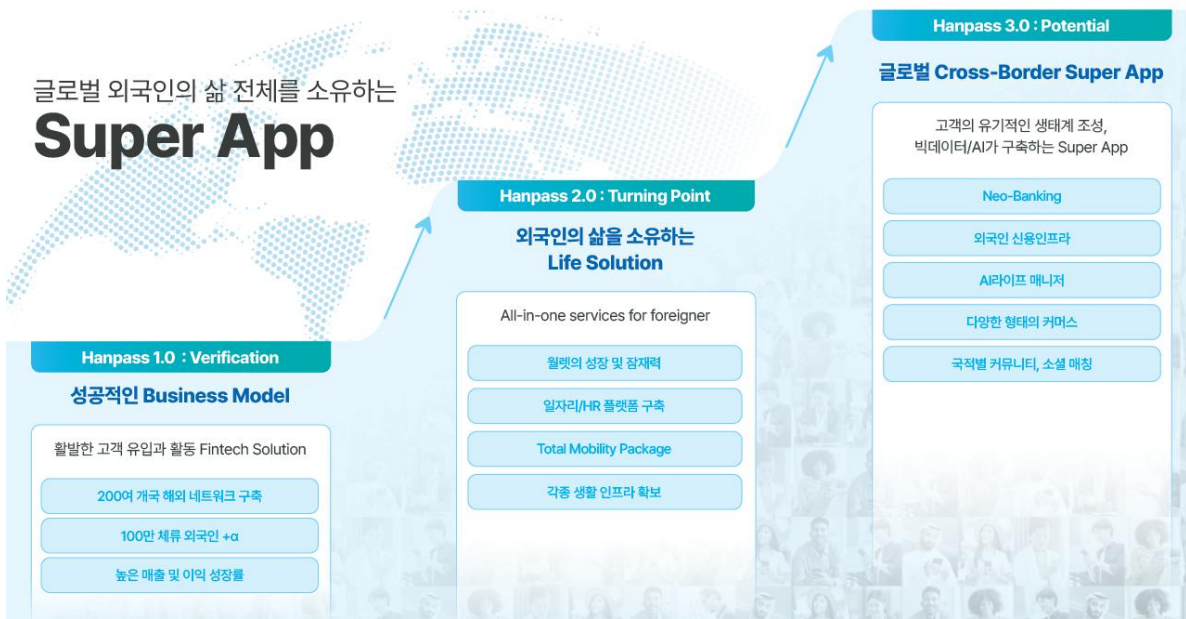 글로벌 외국인의 삶 전체를 소유하는
Super App
Hanpass 1.0 : Verification
성공적인 Business Model
활발한 고객 유입과 활동 Fintech Solution
200여 개국 해외 네트워크 구축
100만 체류 외국인 +α
높은 매출 및 이익 성장률
Hanpass 2.0 : Turning Point
외국인의 삶을 소유하는
Life Solution
All-in-one services for foreigner
월렛의 성장 및 잠재력
일자리/HR 플랫폼 구축
Total Mobility Package
각종 생활 인프라 확보
Hanpass 3.0 : Potential
글로벌 Cross-Border Super App
고객의 유기적인 생태계 조성,
빅데이터/AI가 구축하는 Super App
Neo-Banking
외국인 신용인프라
AI라이프 매니저
다양한 형태의 커머스
국적별 커뮤니티, 소셜 매칭